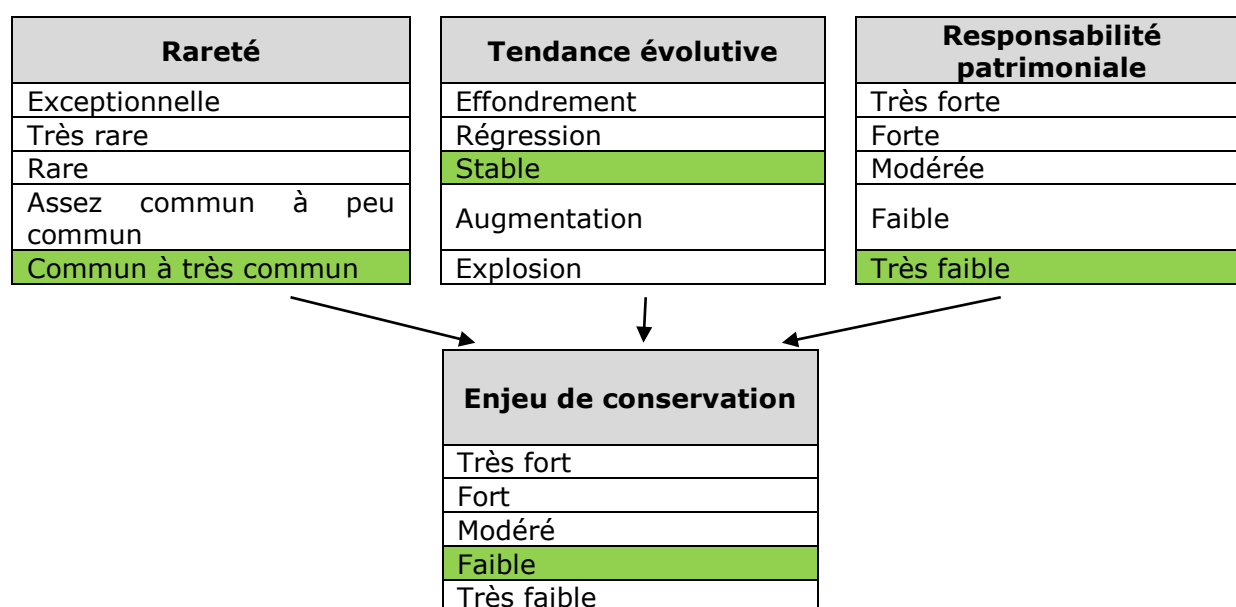 Rareté
Exceptionnelle
Très rare
Rare
Assez commun à peu
commun
Commun à très commun
Tendance évolutive
Effondrement
Régression
Stable
Augmentation
Explosion
Responsabilité
patrimoniale
Très forte
Forte
Modérée
Faible
Très faible
Enjeu de conservation
Très fort
Fort
Modéré
Faible
Très faible